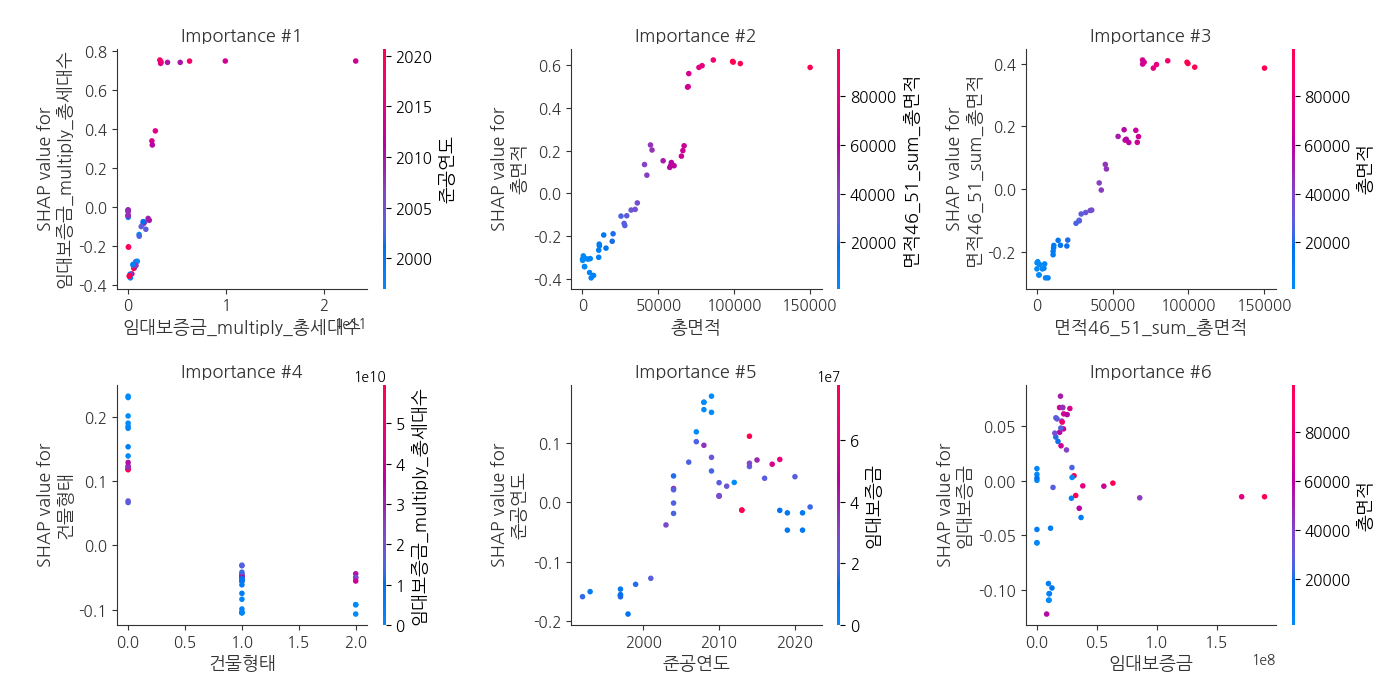 Importance #1
0.8
0.6
0.4
0.2
0.0
-0.2
-0.4
SHAP value for
임대보증금_multiply_총세대수
0
1
2
임대보증금_multiply_총세대수
2020
2015
2010
2005
2000
준공연도
Importance #2
0.6
0.4
0.2
0.0
-0.2
-0.4
SHAP value for
총면적
0
50000
100000
150000
총면적
80000
60000
40000
20000
면적46_51_sum_총면적
Importance #3
0.4
0.2
0.0
-0.2
SHAP value for
면적46_51_sum_총면적
0
50000
100000
150000
면적46_51_sum_총면적
80000
60000
40000
20000
총면적
Importance #4
0.2
0.1
0.0
-0.1
SHAP value for
건물형태
0.0
0.5
1.0
1.5
2.0
건물형태
1e10
5
4
3
2
1
0
임대보증금_multiply_총세대수
Importance #5
0.1
0.0
-0.1
-0.2
SHAP value for
준공연도
2000
2010
2020
준공연도
1e7
6
4
2
0
임대보증금
Importance #6
0.05
0.00
-0.05
-0.10
SHAP value for
임대보증금
0.0
0.5
1.0
1.5
1e8
임대보증금
80000
60000
40000
20000
총면적